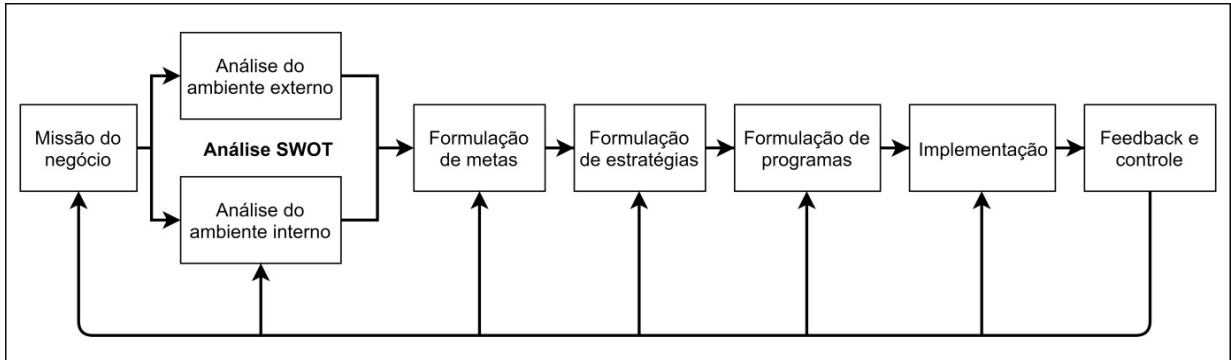 Missão do
negócio
Análise do
ambiente externo
Análise SWOT
Análise do
ambiente interno
Formulação
de metas
Formulação
de estratégias
Formulação de
programas
Implementação
Feedback e
controle